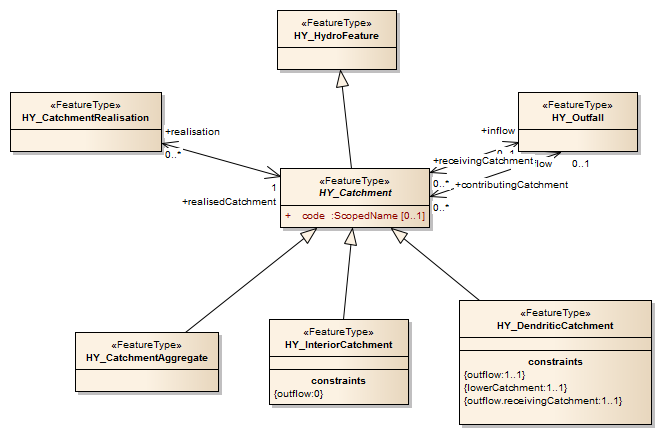 «FeatureType»
HY_HydroFeature
«FeatureType»
HY_CatchmentRealisation
+realisation
0..*
«FeatureType»
HY_Outfall
+inflow
0..1
+receivingCatchment
low
0..1
0..*
+contributingCatchment
0..*
1
+realisedCatchment
«FeatureType»
HY_Catchment
+ code :ScopedName [0..1]
«FeatureType»
HY_CatchmentAggregate
«FeatureType»
HY_InteriorCatchment
constraints
{outflow:0}
«FeatureType»
HY_DendriticCatchment
constraints
{outflow:1..1}
{lowerCatchment:1..1}
{outflow.receivingCatchment:1..1}